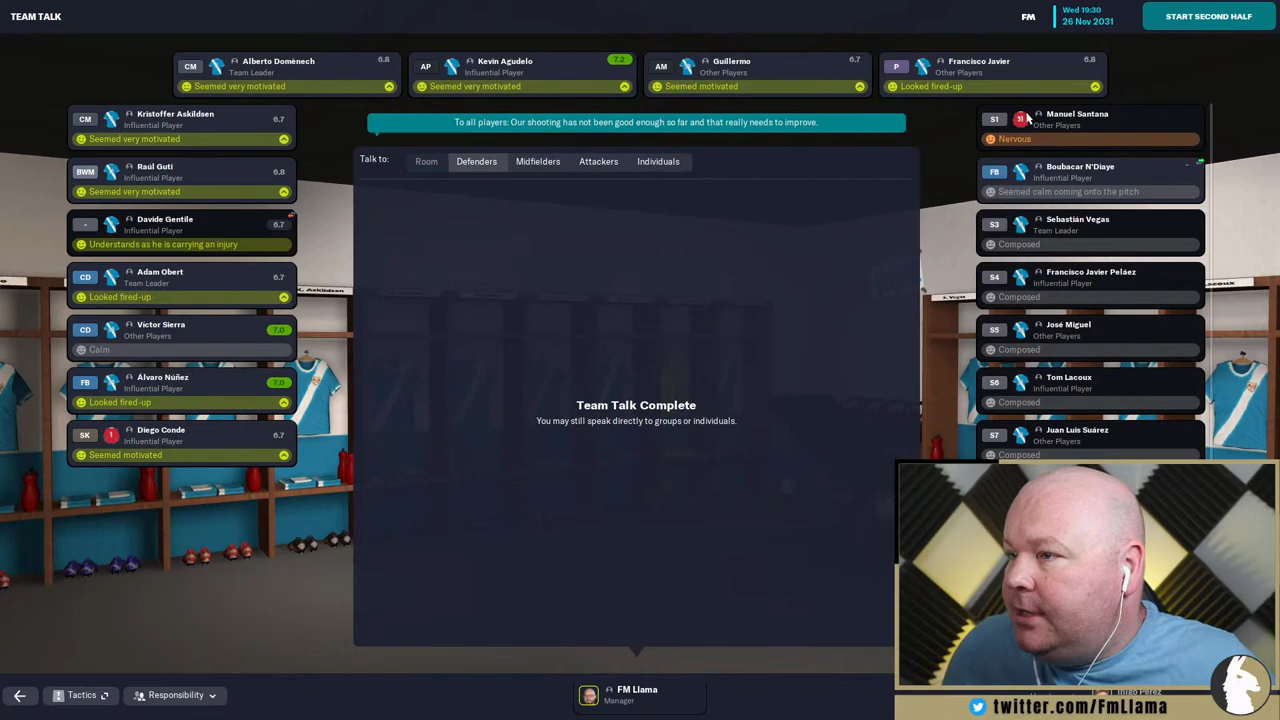 TEAM TALK
FM
Wed 19:30
26 Nov 2031
START SECOND HALF
CM
Alberto Domènech
Team Leader
6.8
Seemed very motivated
AP
Kevin Agudelo
Influential Player
7.2
Seemed very motivated
AM
Guillermo
Other Players
6.7
Seemed motivated
P
Francisco Javier
Other Players
6.8
Looked fired-up
CM
Kristoffer Askildsen
Influential Player
6.7
Seemed very motivated
BWM
Raúl Guti
Influential Player
6.8
Seemed very motivated
-
Davide Gentile
Influential Player
6.7
Understands as he is carrying an injury
CD
Adam Obert
Team Leader
6.7
Looked fired-up
CD
Víctor Sierra
Other Players
7.0
Calm
FB
Álvaro Núñez
Influential Player
7.0
Looked fired-up
SK
1
Diego Conde
Influential Player
6.7
Seemed motivated
To all players: Our shooting has not been good enough so far and that really needs to improve.
Talk to:
Room
Defenders
Midfielders
Attackers
Individuals
Team Talk Complete
You may still speak directly to groups or individuals.
S1
31
Manuel Santana
Other Players
Nervous
FB
Boubacar N'Diaye
Influential Player
-
Seemed calm coming onto the pitch
S3
Sebastián Vegas
Team Leader
Composed
S4
Francisco Javier Peláez
Influential Player
Composed
S5
José Miguel
Other Players
Composed
S6
Tom Lacoux
Influential Player
Composed
S7
Juan Luis Suárez
Other Players
Composed
Tactics
Responsibility
FM Llama
Manager
twitter.com/FmLlama